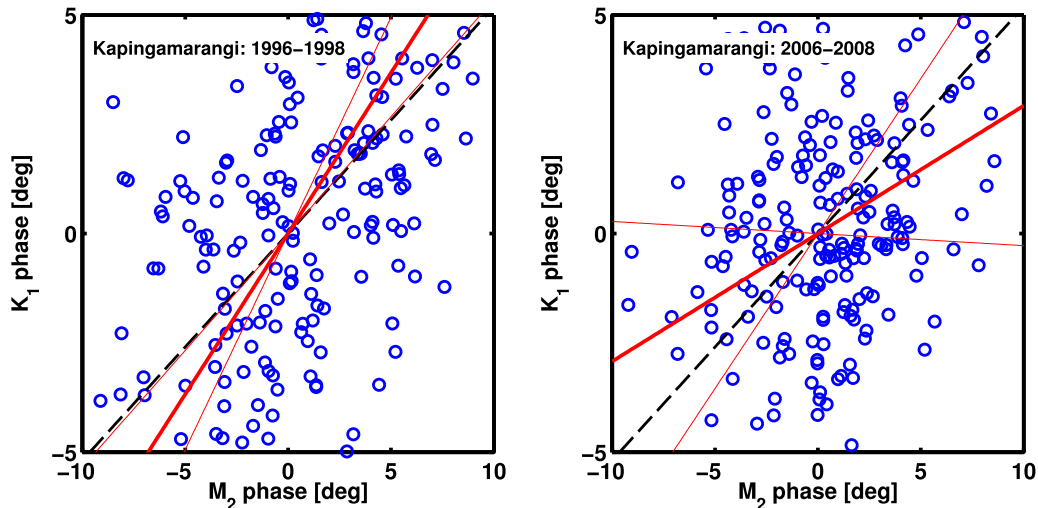 Kapingamarangi: 1996−1998
K1 phase [deg]
5
0
−5
−10 −5 0 5 10
M2 phase [deg]
Kapingamarangi: 2006−2008
K1 phase [deg]
5
0
−5
−10 −5 0 5 10
M2 phase [deg]